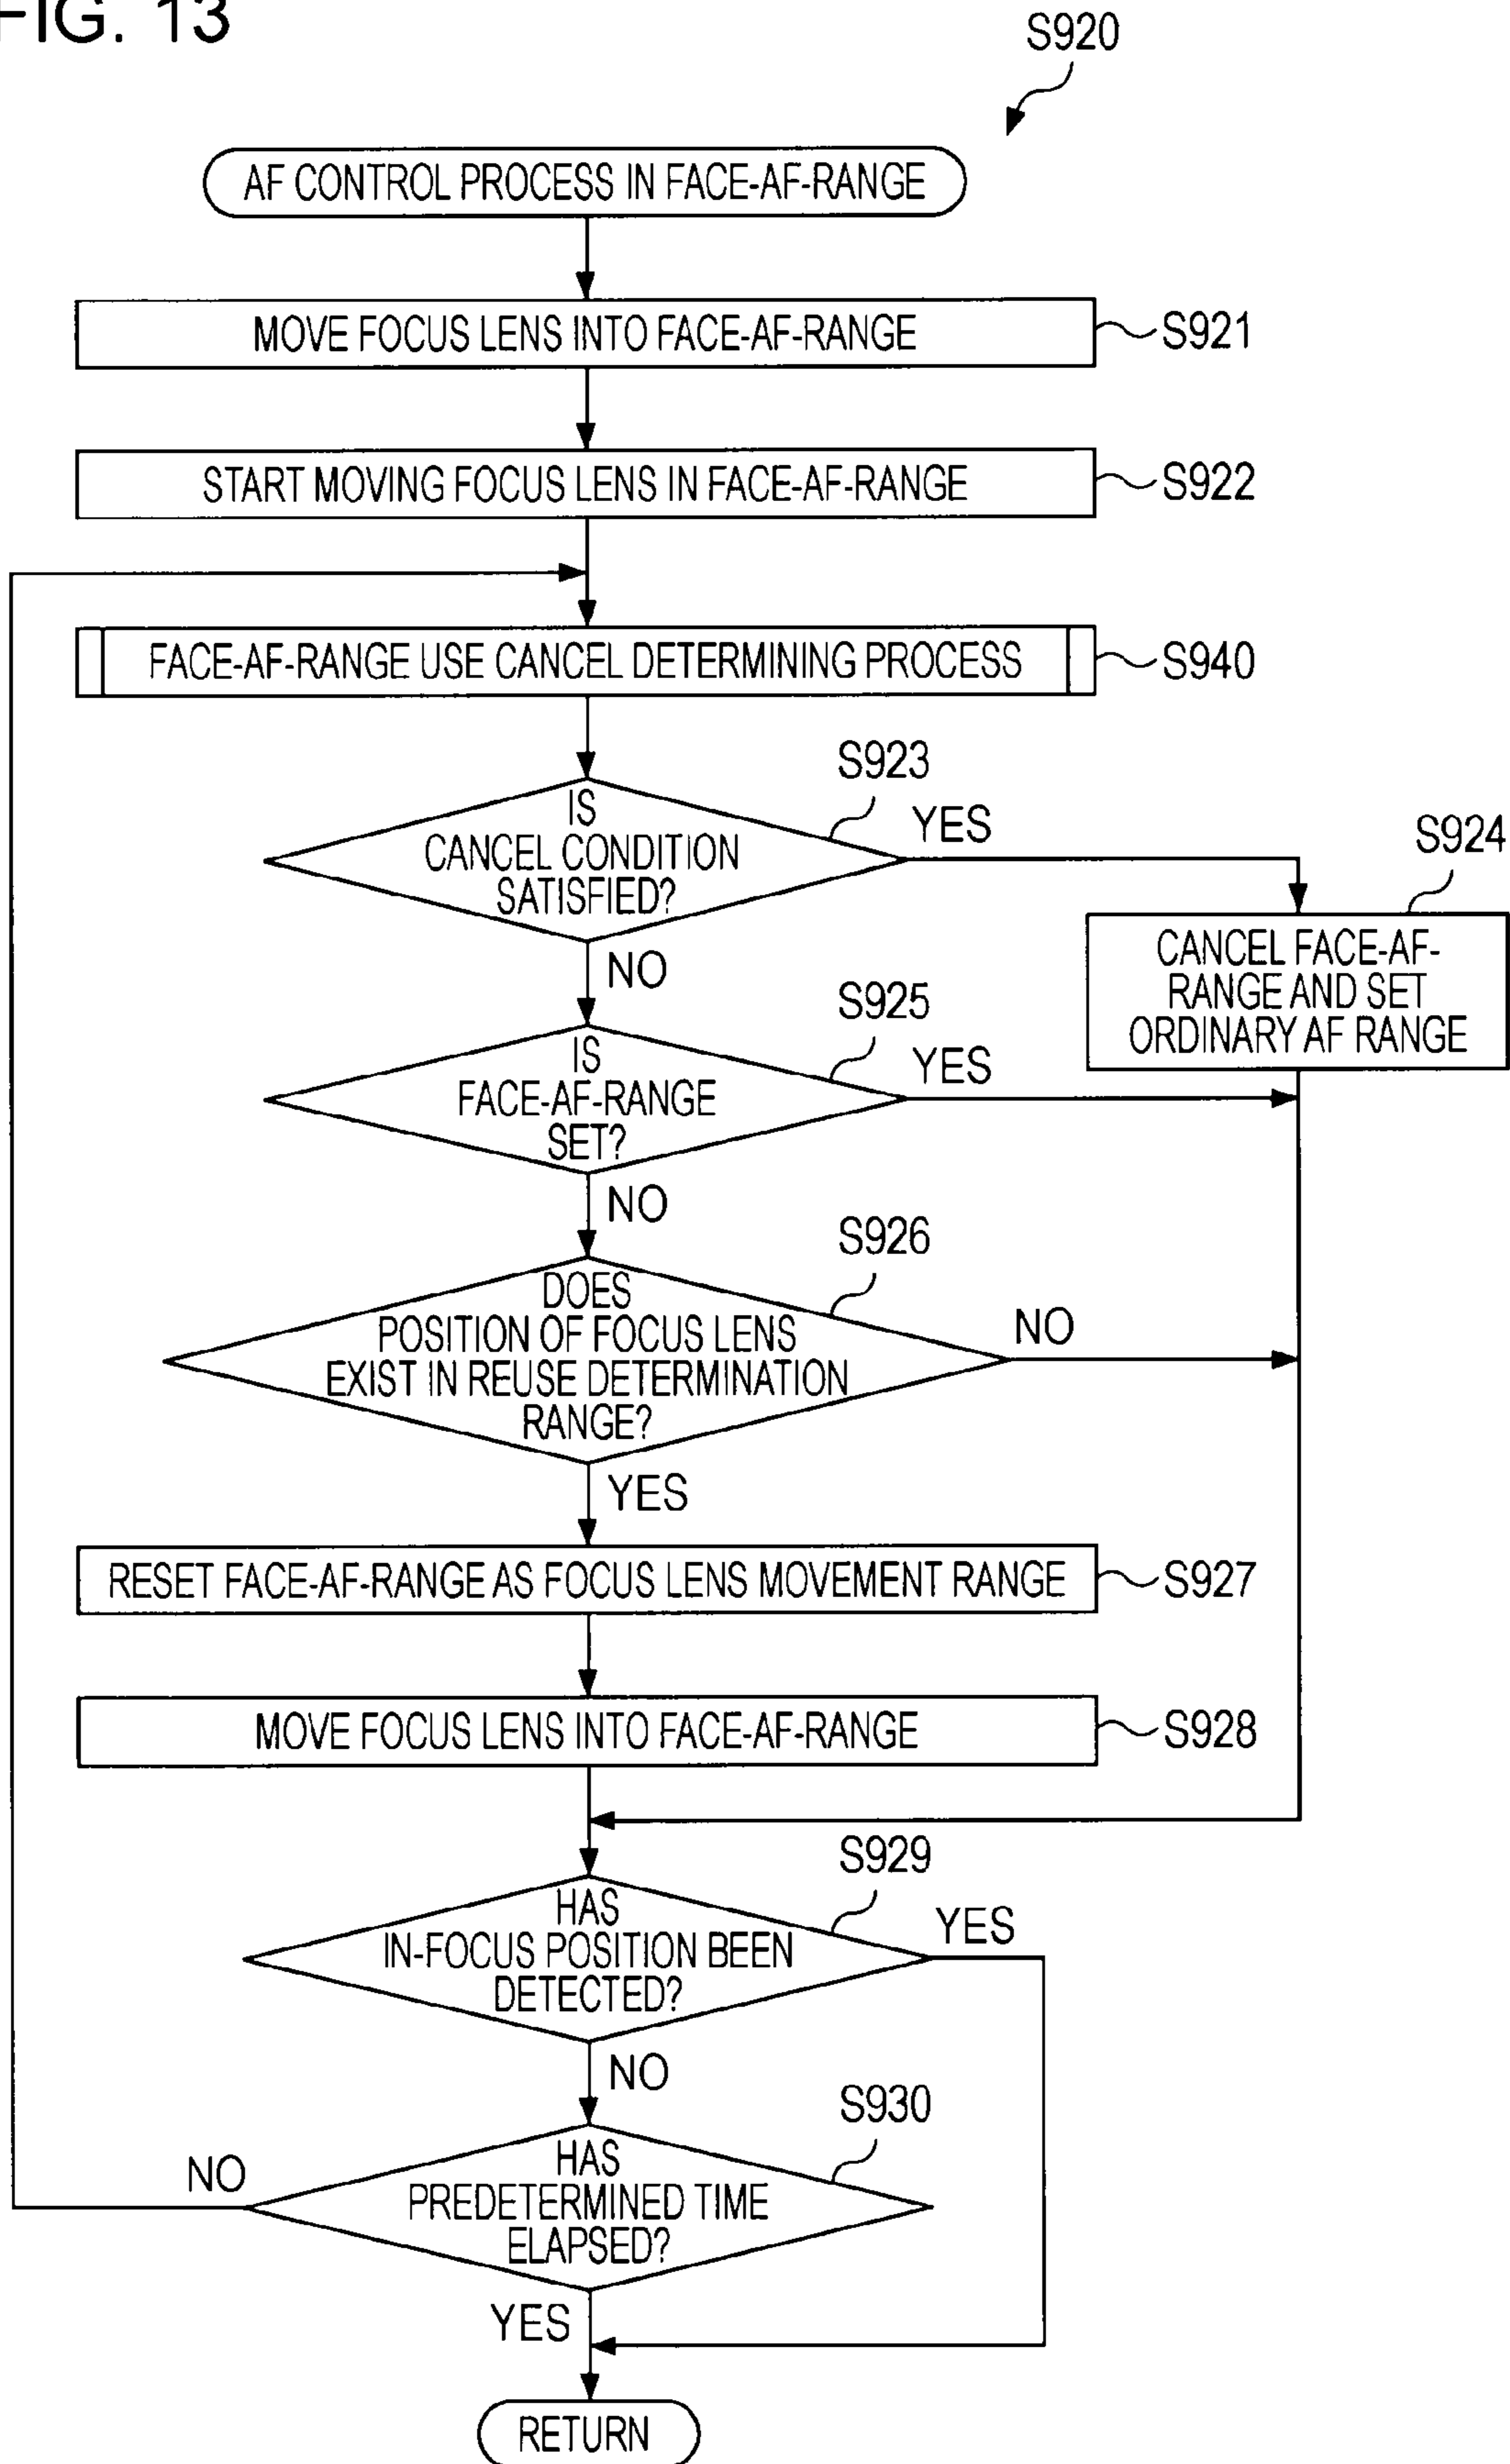 FIG. 13
S920
AF CONTROL PROCESS IN FACE-AF-RANGE
MOVE FOCUS LENS INTO FACE-AF-RANGE
S921
START MOVING FOCUS LENS IN FACE-AF-RANGE
S922
FACE-AF-RANGE USE CANCEL DETERMINING PROCESS
S940
S923
IS
CANCEL CONDITION
SATISFIED?
YES
NO
S924
CANCEL FACE-AF-
RANGE AND SET
ORDINARY AF RANGE
S925
IS
FACE-AF-RANGE
SET?
YES
NO
S926
DOES
POSITION OF FOCUS LENS
EXIST IN REUSE DETERMINATION
RANGE?
NO
YES
RESET FACE-AF-RANGE AS FOCUS LENS MOVEMENT RANGE
S927
MOVE FOCUS LENS INTO FACE-AF-RANGE
S928
S929
HAS
IN-FOCUS POSITION BEEN
DETECTED?
YES
NO
S930
HAS
PREDETERMINED TIME
ELAPSED?
NO
YES
RETURN